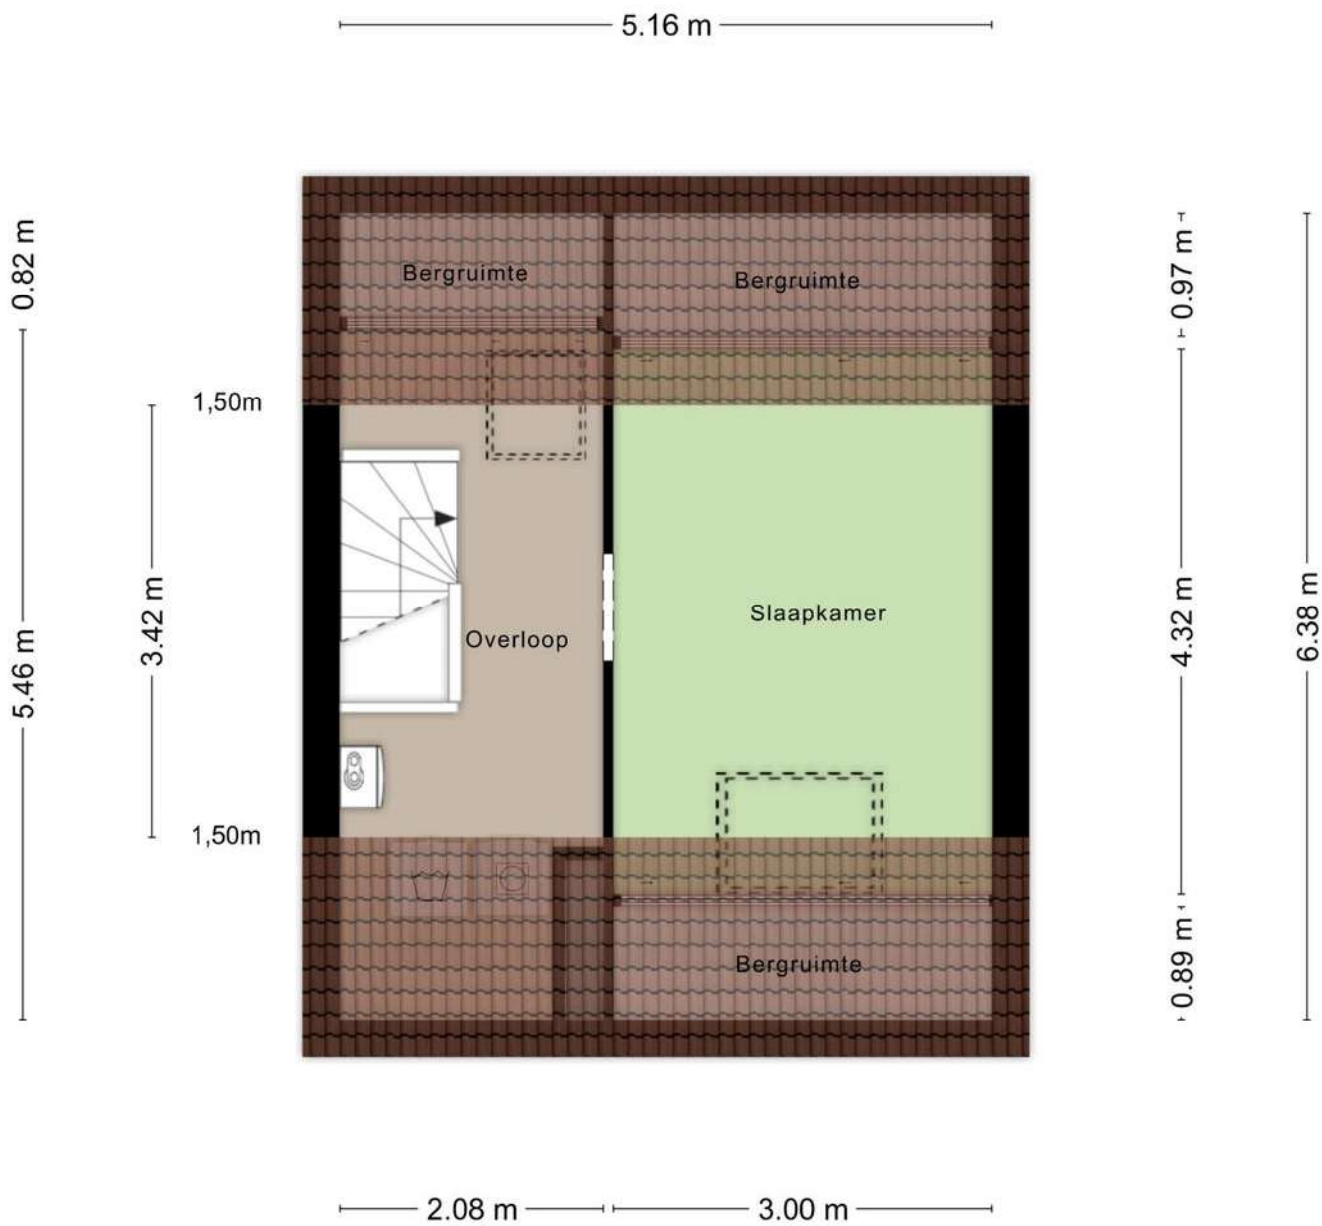 5.16 m
0.82 m
0.97 m
Bergruimte
Bergruimte
1,50m
5.46 m
3.42 m
Overloop
Slaapkamer
4.32 m
6.38 m
1,50m
0.89 m
Bergruimte
2.08 m
3.00 m